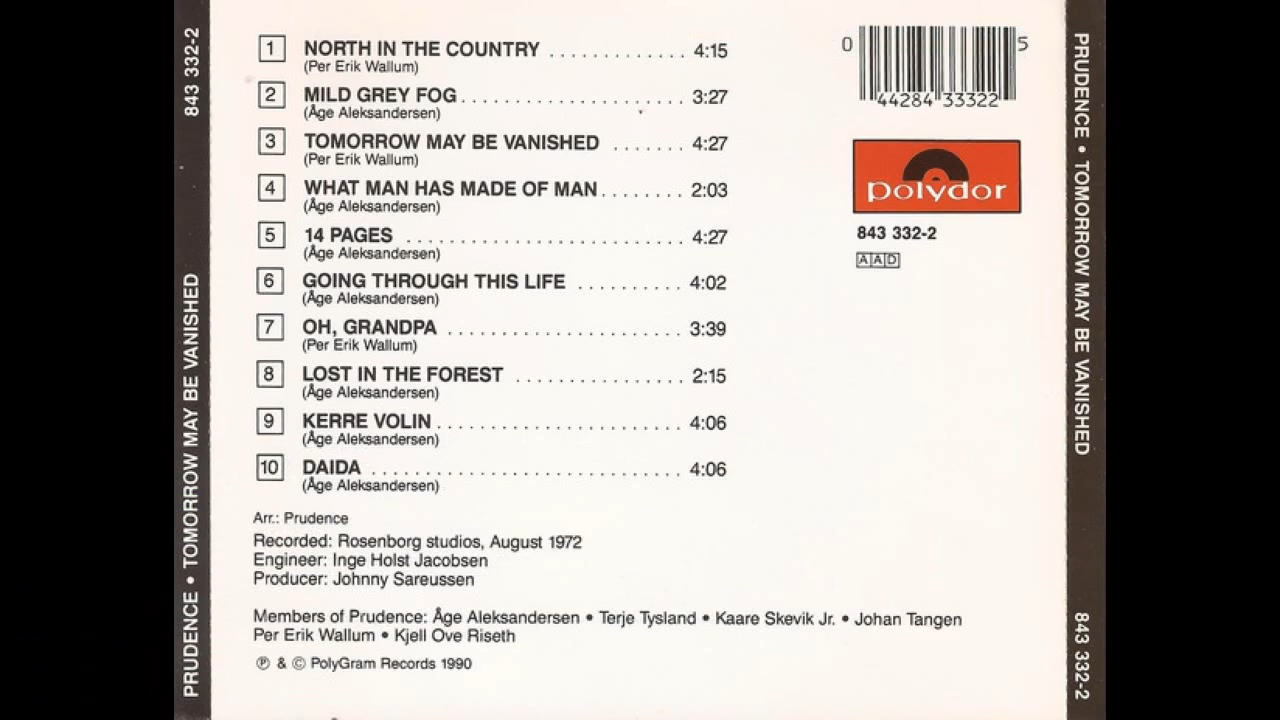 843 332-2
PRUDENCE • TOMORROW MAY BE VANISHED
1 NORTH IN THE COUNTRY . . . . . . . . . . . . . 4:15
(Per Erik Wallum)
2 MILD GREY FOG . . . . . . . . . . . . . . . . . . . . . 3:27
(Åge Aleksandersen)
3 TOMORROW MAY BE VANISHED . . . . . . . 4:27
(Per Erik Wallum)
4 WHAT MAN HAS MADE OF MAN . . . . . . . 2:03
(Åge Aleksandersen)
5 14 PAGES . . . . . . . . . . . . . . . . . . . . . . . . . . 4:27
(Åge Aleksandersen)
6 GOING THROUGH THIS LIFE . . . . . . . . . . 4:02
(Åge Aleksandersen)
7 OH, GRANDPA . . . . . . . . . . . . . . . . . . . . . . 3:39
(Per Erik Wallum)
8 LOST IN THE FOREST . . . . . . . . . . . . . . . . 2:15
(Åge Aleksandersen)
9 KERRE VOLIN . . . . . . . . . . . . . . . . . . . . . . . 4:06
(Åge Aleksandersen)
10 DAIDA . . . . . . . . . . . . . . . . . . . . . . . . . . . . 4:06
(Åge Aleksandersen)
Arr.: Prudence
Recorded: Rosenborg studios, August 1972
Engineer: Inge Holst Jacobsen
Producer: Johnny Sareussen
Members of Prudence: Åge Aleksandersen • Terje Tysland • Kaare Skevik Jr. • Johan Tangen
Per Erik Wallum • Kjell Ove Riseth
℗ & © PolyGram Records 1990
0 44284 33322 5
polydor
843 332-2
AAD
PRUDENCE • TOMORROW MAY BE VANISHED
843 332-2